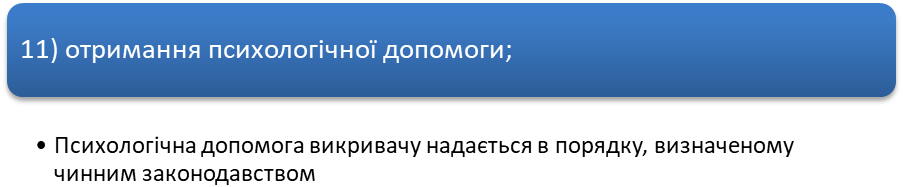 11) отримання психологічної допомоги;
• Психологічна допомога викривачу надається в порядку, визначеному
чинним законодавством